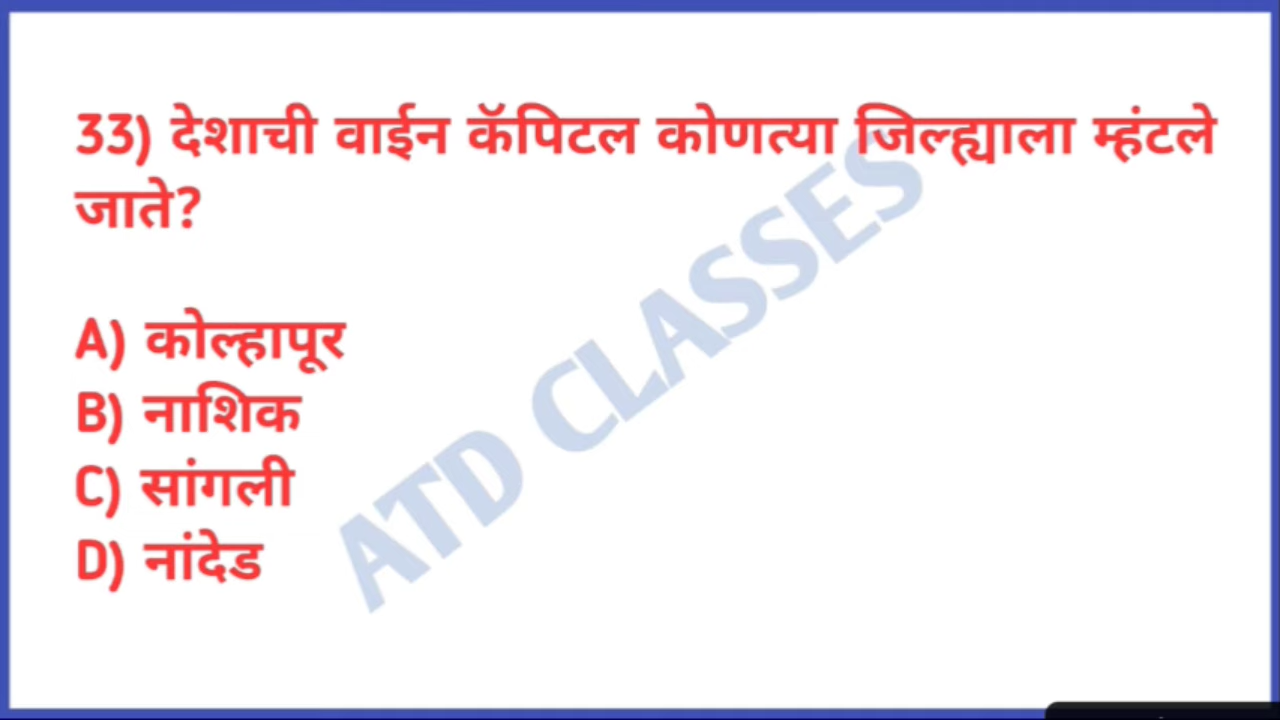 33) देशाची वाईन कॅपिटल कोणत्या जिल्ह्याला म्हंटले
जाते?
A) कोल्हापूर
B) नाशिक
C) सांगली
D) नांदेड
ATD CLASSES